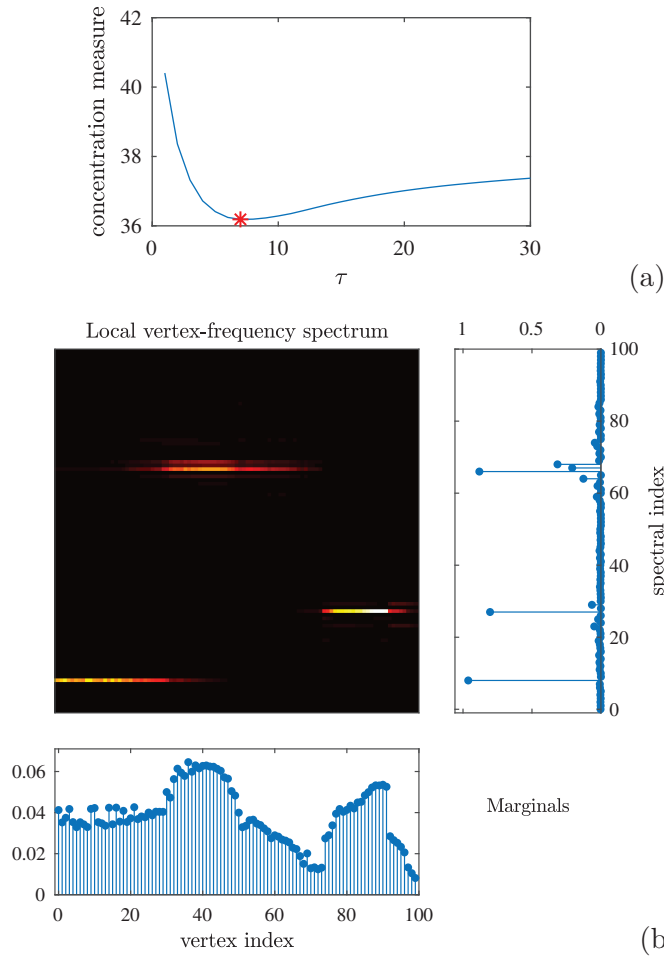 42
40
38
36
concentration measure
0 10 20 30
τ
(a)
Local vertex-frequency spectrum
1 0.5 0
100
80
60
40
20
0
spectral index
0.06
0.04
0.02
0
0 20 40 60 80 100
vertex index
Marginals
(b